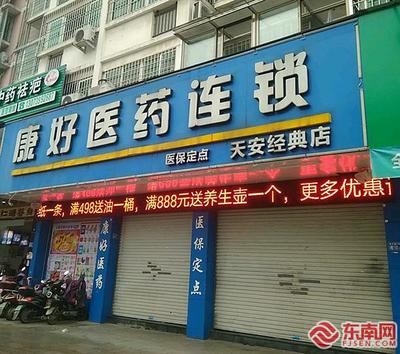 中药祛疤
康好医药连锁
医保定点 天安经典店
纸一条,满498送油一桶,满888元送养生壶一个,更多优惠请
康好医药
医保定点
东南网
FJSEN.COM